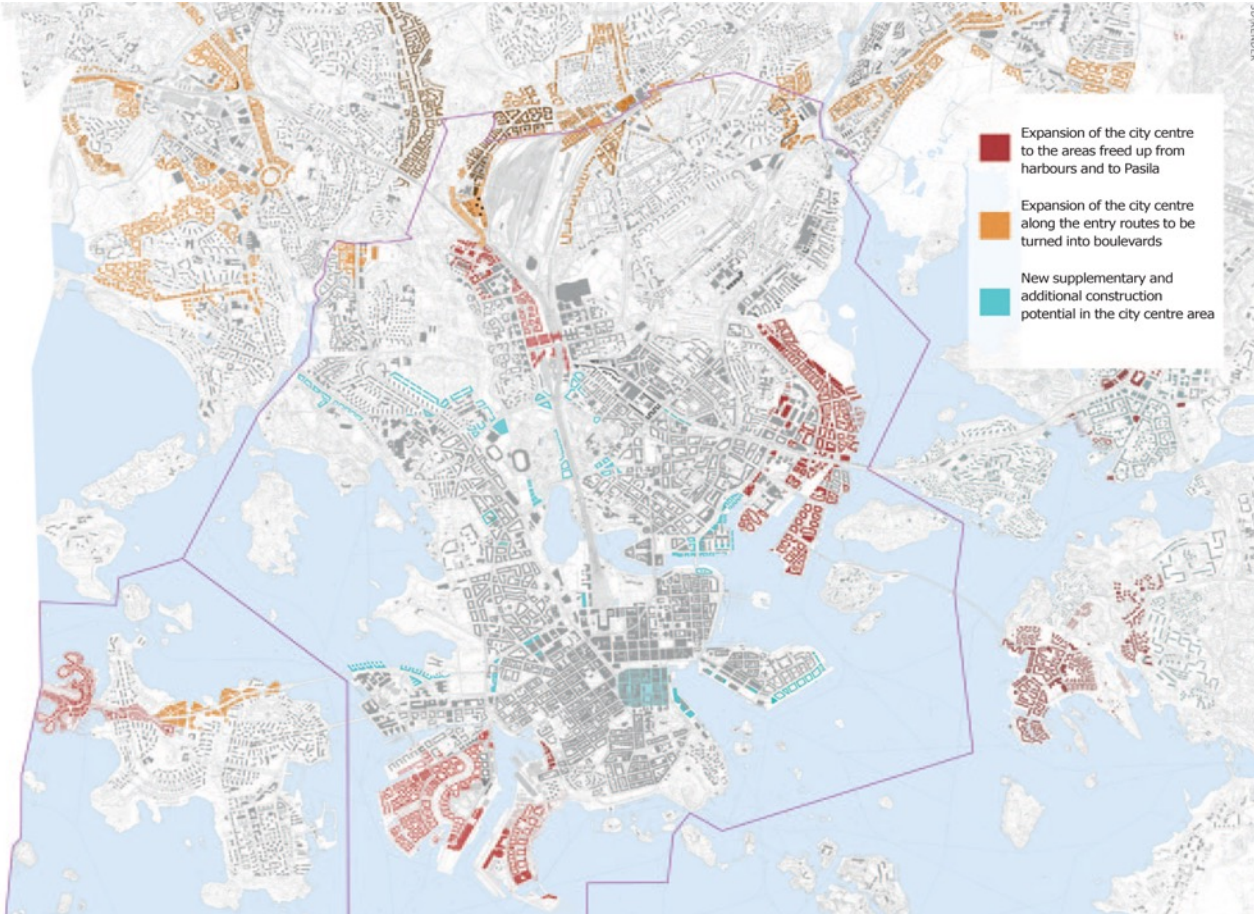 Expansion of the city centre
to the areas freed up from
harbours and to Pasila
Expansion of the city centre
along the entry routes to be
turned into boulevards
New supplementary and
additional construction
potential in the city centre area